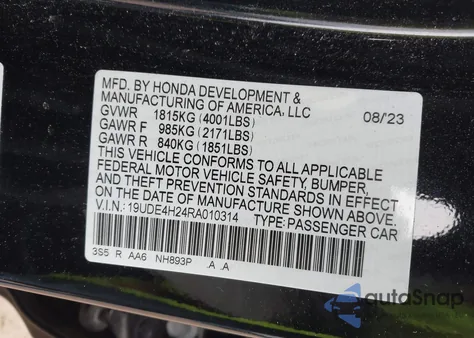 MFD. BY HONDA DEVELOPMENT &
MANUFACTURING OF AMERICA, LLC 08/23
GVWR 1815KG (4001LBS)
GAWR F 985KG (2171LBS)
GAWR R 840KG (1851LBS)
THIS VEHICLE CONFORMS TO ALL APPLICABLE
FEDERAL MOTOR VEHICLE SAFETY, BUMPER,
AND THEFT PREVENTION STANDARDS IN EFFECT
ON THE DATE OF MANUFACTURE SHOWN ABOVE.
V.I.N.: 19UDE4H24RA010314 TYPE: PASSENGER CAR
3S5 R AA6 NH893P .A .A
autoSnap